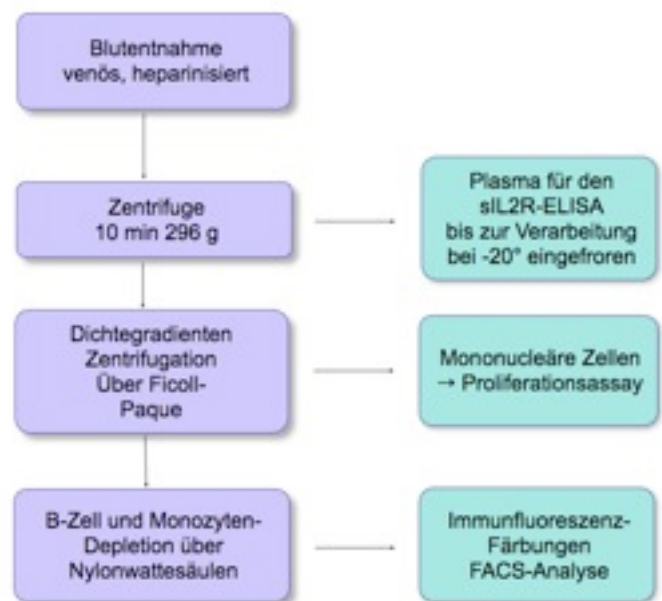 Blutentnahme
venös, heparinisiert
Zentrifuge
10 min 296 g
Plasma für den
sIL2R-ELISA
bis zur Verarbeitung
bei -20° eingefroren
Dichtegradienten
Zentrifugation
Über Ficoll-
Paque
Mononucleäre Zellen
→ Proliferationsassay
B-Zell und Monozyten-
Depletion über
Nylonwattesäulen
Immunfluoreszenz-
Färbungen
FACS-Analyse